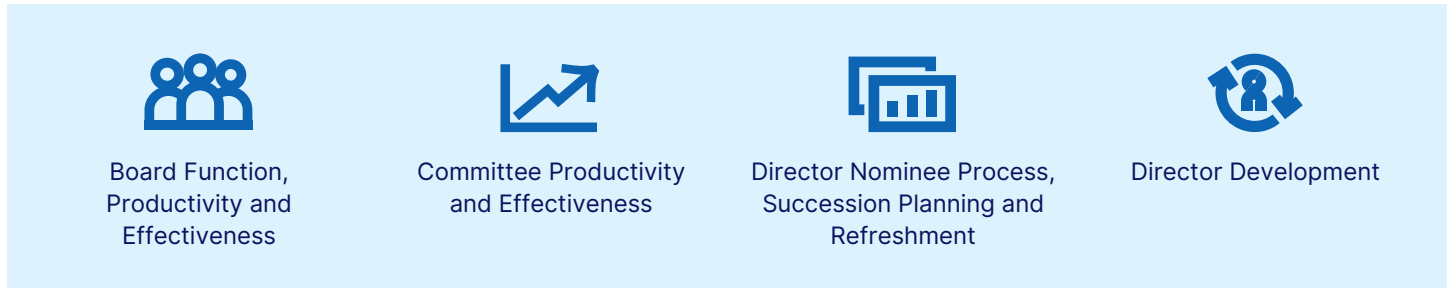 Board Function,
Productivity and
Effectiveness
Committee Productivity
and Effectiveness
Director Nominee Process,
Succession Planning and
Refreshment
Director Development